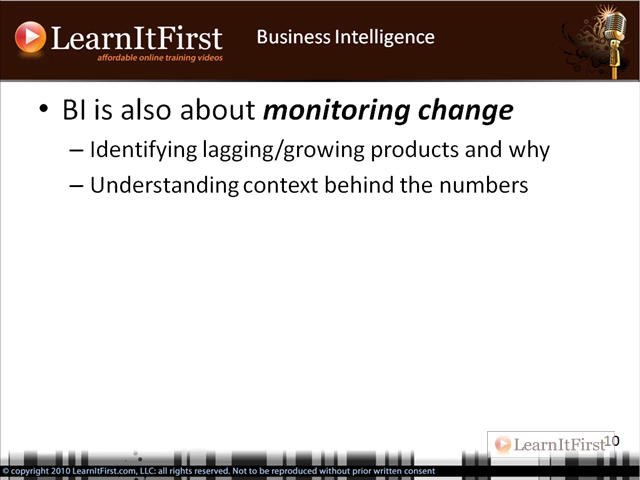 LearnItFirst
affordable online training videos
Business Intelligence
• BI is also about monitoring change
– Identifying lagging/growing products and why
– Understanding context behind the numbers
LearnItFirst
10
© copyright 2010 LearnItFirst.com, LLC: all rights reserved. Not to be reproduced without prior written consent